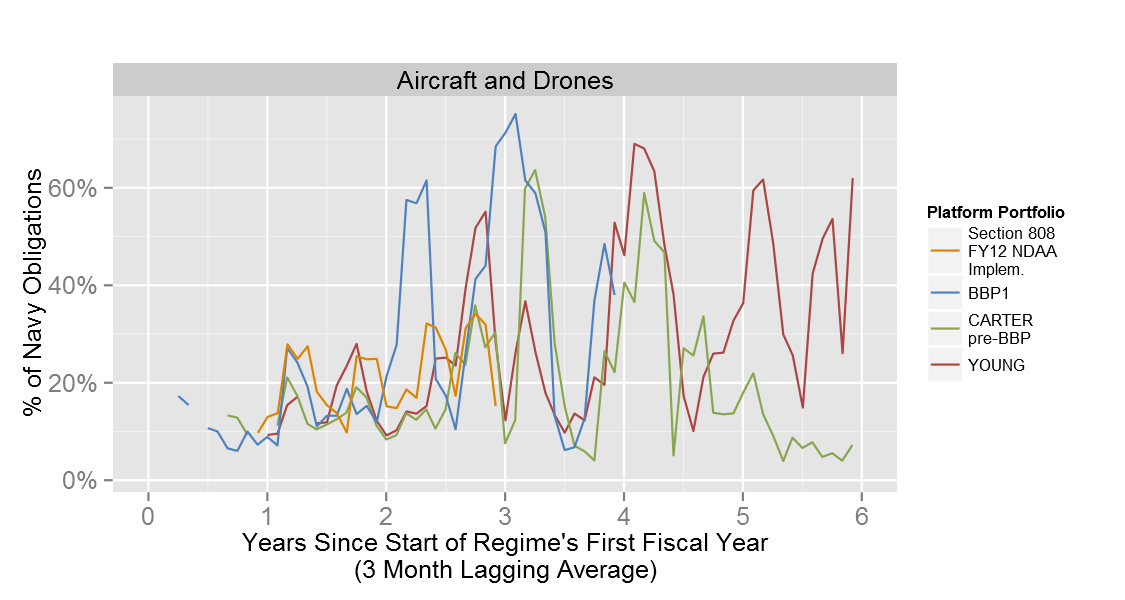 Aircraft and Drones
% of Navy Obligations
60%
40%
20%
0%
0 1 2 3 4 5 6
Years Since Start of Regime's First Fiscal Year
(3 Month Lagging Average)
Platform Portfolio
Section 808
FY12 NDAA
Implem.
BBP1
CARTER
pre-BBP
YOUNG